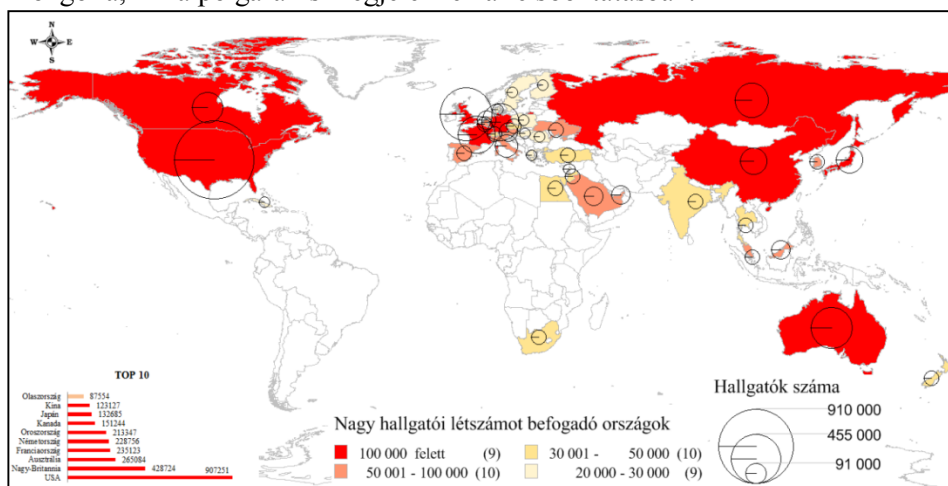 N
W E
S
TOP 10
Olaszország 87554
Kína 123127
Japán 132685
Kanada 151244
Oroszország 213347
Németország 228756
Franciaország 235123
Ausztrália 265084
Nagy-Britannia 428724
USA 907251
Nagy hallgatói létszámot befogadó országok
100 000 felett (9)
50 001 - 100 000 (10)
30 001 - 50 000 (10)
20 000 - 30 000 (9)
Hallgatók száma
910 000
455 000
91 000